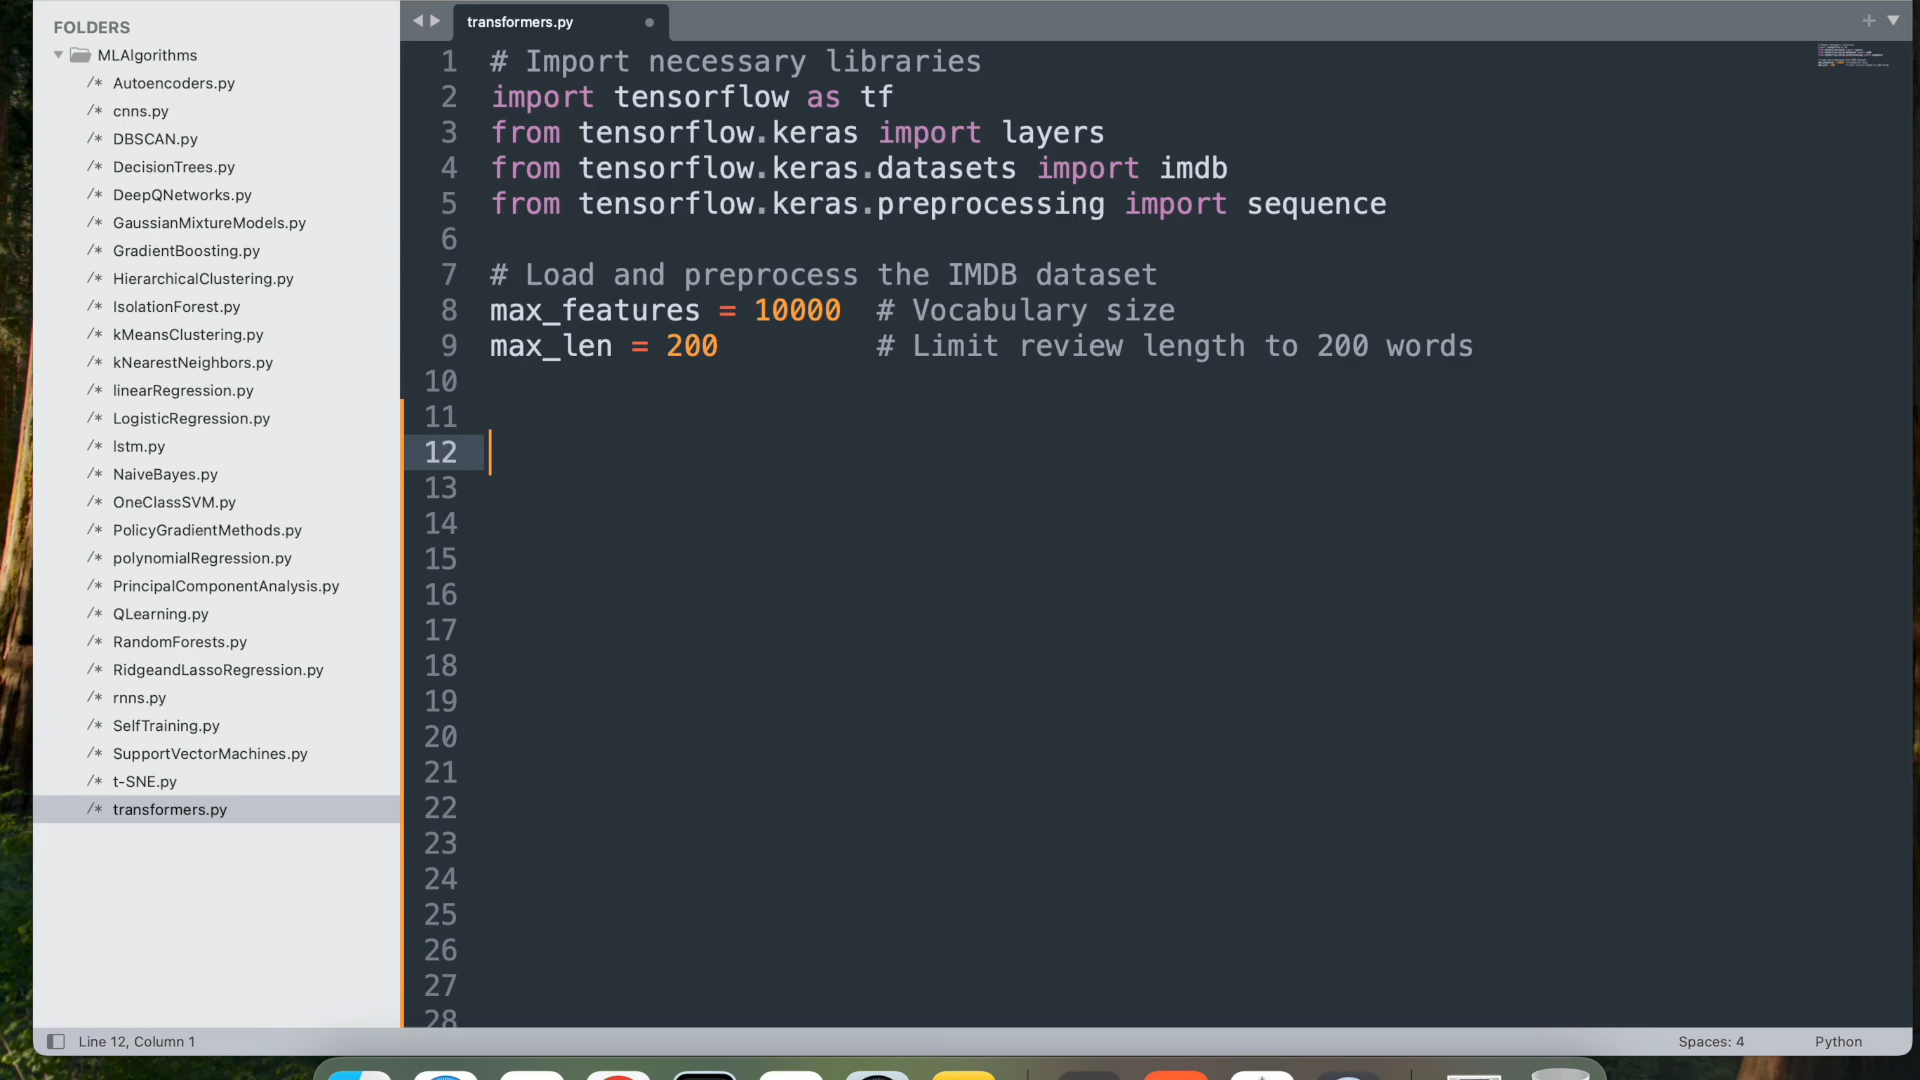 FOLDERS
MLAlgorithms
/* Autoencoders.py
/* cnns.py
/* DBSCAN.py
/* DecisionTrees.py
/* DeepQNetworks.py
/* GaussianMixtureModels.py
/* GradientBoosting.py
/* HierarchicalClustering.py
/* IsolationForest.py
/* kMeansClustering.py
/* kNearestNeighbors.py
/* linearRegression.py
/* LogisticRegression.py
/* lstm.py
/* NaiveBayes.py
/* OneClassSVM.py
/* PolicyGradientMethods.py
/* polynomialRegression.py
/* PrincipalComponentAnalysis.py
/* QLearning.py
/* RandomForests.py
/* RidgeandLassoRegression.py
/* rnns.py
/* SelfTraining.py
/* SupportVectorMachines.py
/* t-SNE.py
/* transformers.py
transformers.py
1 # Import necessary libraries
2 import tensorflow as tf
3 from tensorflow.keras import layers
4 from tensorflow.keras.datasets import imdb
5 from tensorflow.keras.preprocessing import sequence
6
7 # Load and preprocess the IMDB dataset
8 max_features = 10000  # Vocabulary size
9 max_len = 200         # Limit review length to 200 words
10
11
12
13
14
15
16
17
18
19
20
21
22
23
24
25
26
27
28
Line 12, Column 1
Spaces: 4
Python